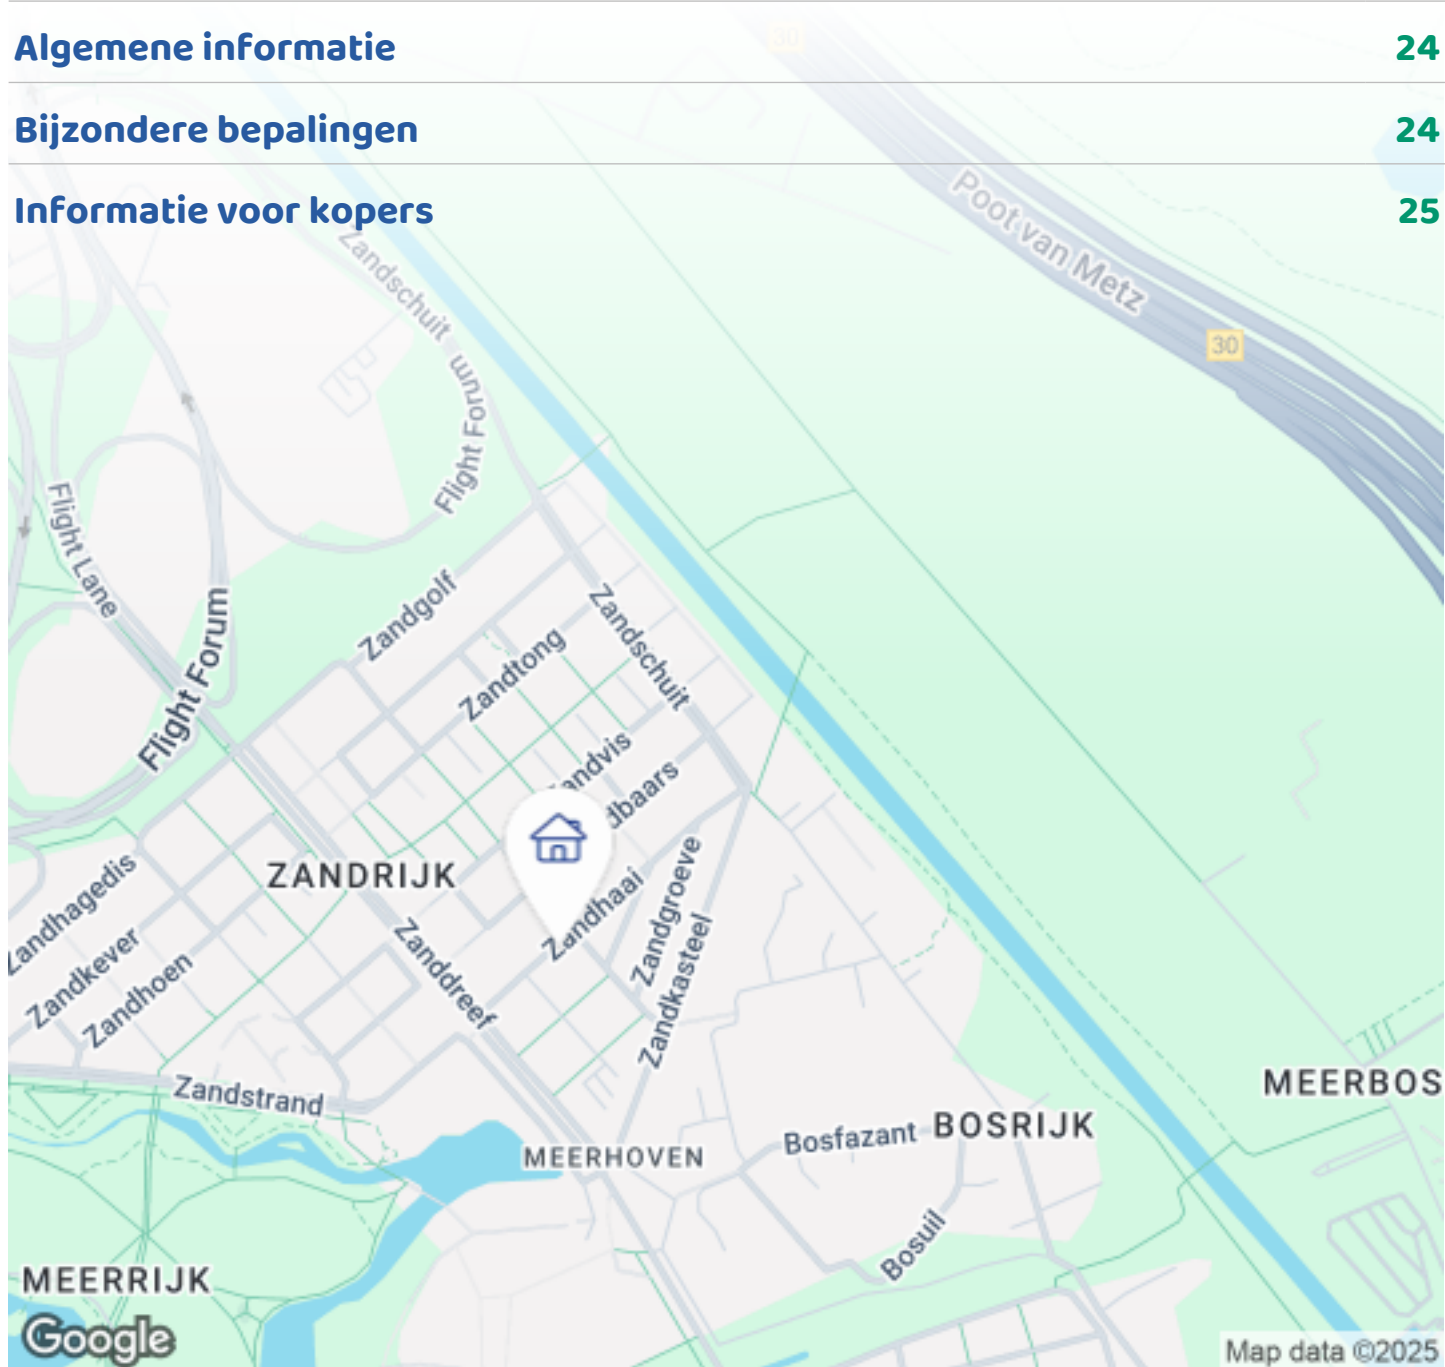 30
Algemene informatie 24
Bijzondere bepalingen 24
Informatie voor kopers 25
Poot van Metz
Zandschuit
30
Flight Forum
Flight Lane
Zandgolf
Flight Forum
Zandschuit
Zandtong
Zandvis
dbaars
ZANDRIJK
Zandhaai
Zandgroeve
Zandhagedis
Zandkever
Zandhoen
Zanddreef
Zandkasteel
Zandstrand
MEERBOS
MEERHOVEN
Bosfazant
BOSRIJK
Bosuil
MEERRIJK
Google
Map data ©2025